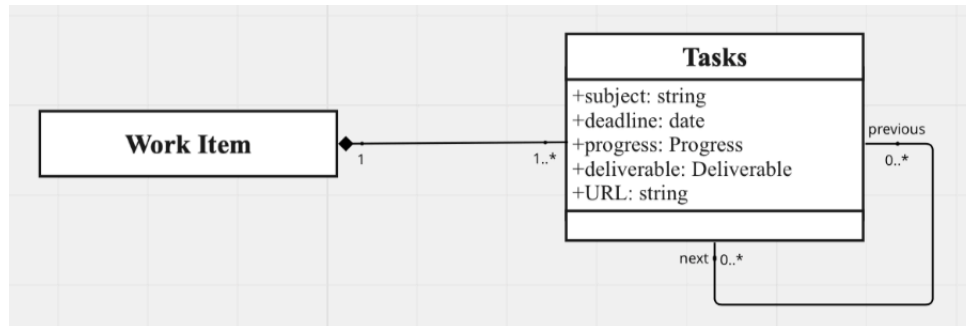 Work Item
1
1..*
Tasks
+subject: string
+deadline: date
+progress: Progress
+deliverable: Deliverable
+URL: string
previous
0..*
next 0..*